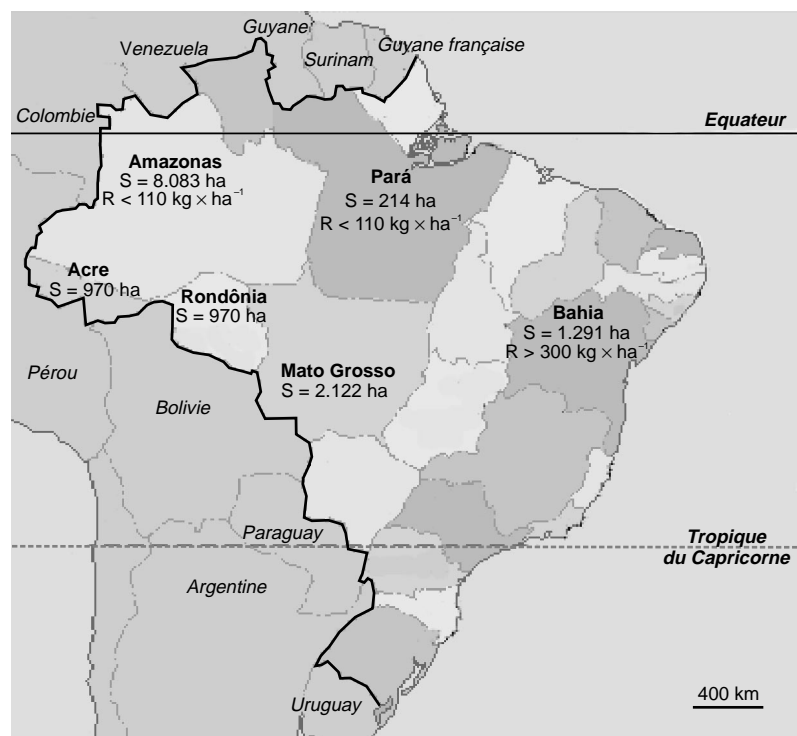 Guyane
Venezuela
Surinam
Guyane française
Colombie
Equateur
Amazonas
S = 8.083 ha
R < 110 kg × ha⁻¹
Pará
S = 214 ha
R < 110 kg × ha⁻¹
Acre
S = 970 ha
Rondônia
S = 970 ha
Bahia
S = 1.291 ha
R > 300 kg × ha⁻¹
Mato Grosso
S = 2.122 ha
Pérou
Bolivie
Paraguay
Tropique
du Capricorne
Argentine
Uruguay
400 km